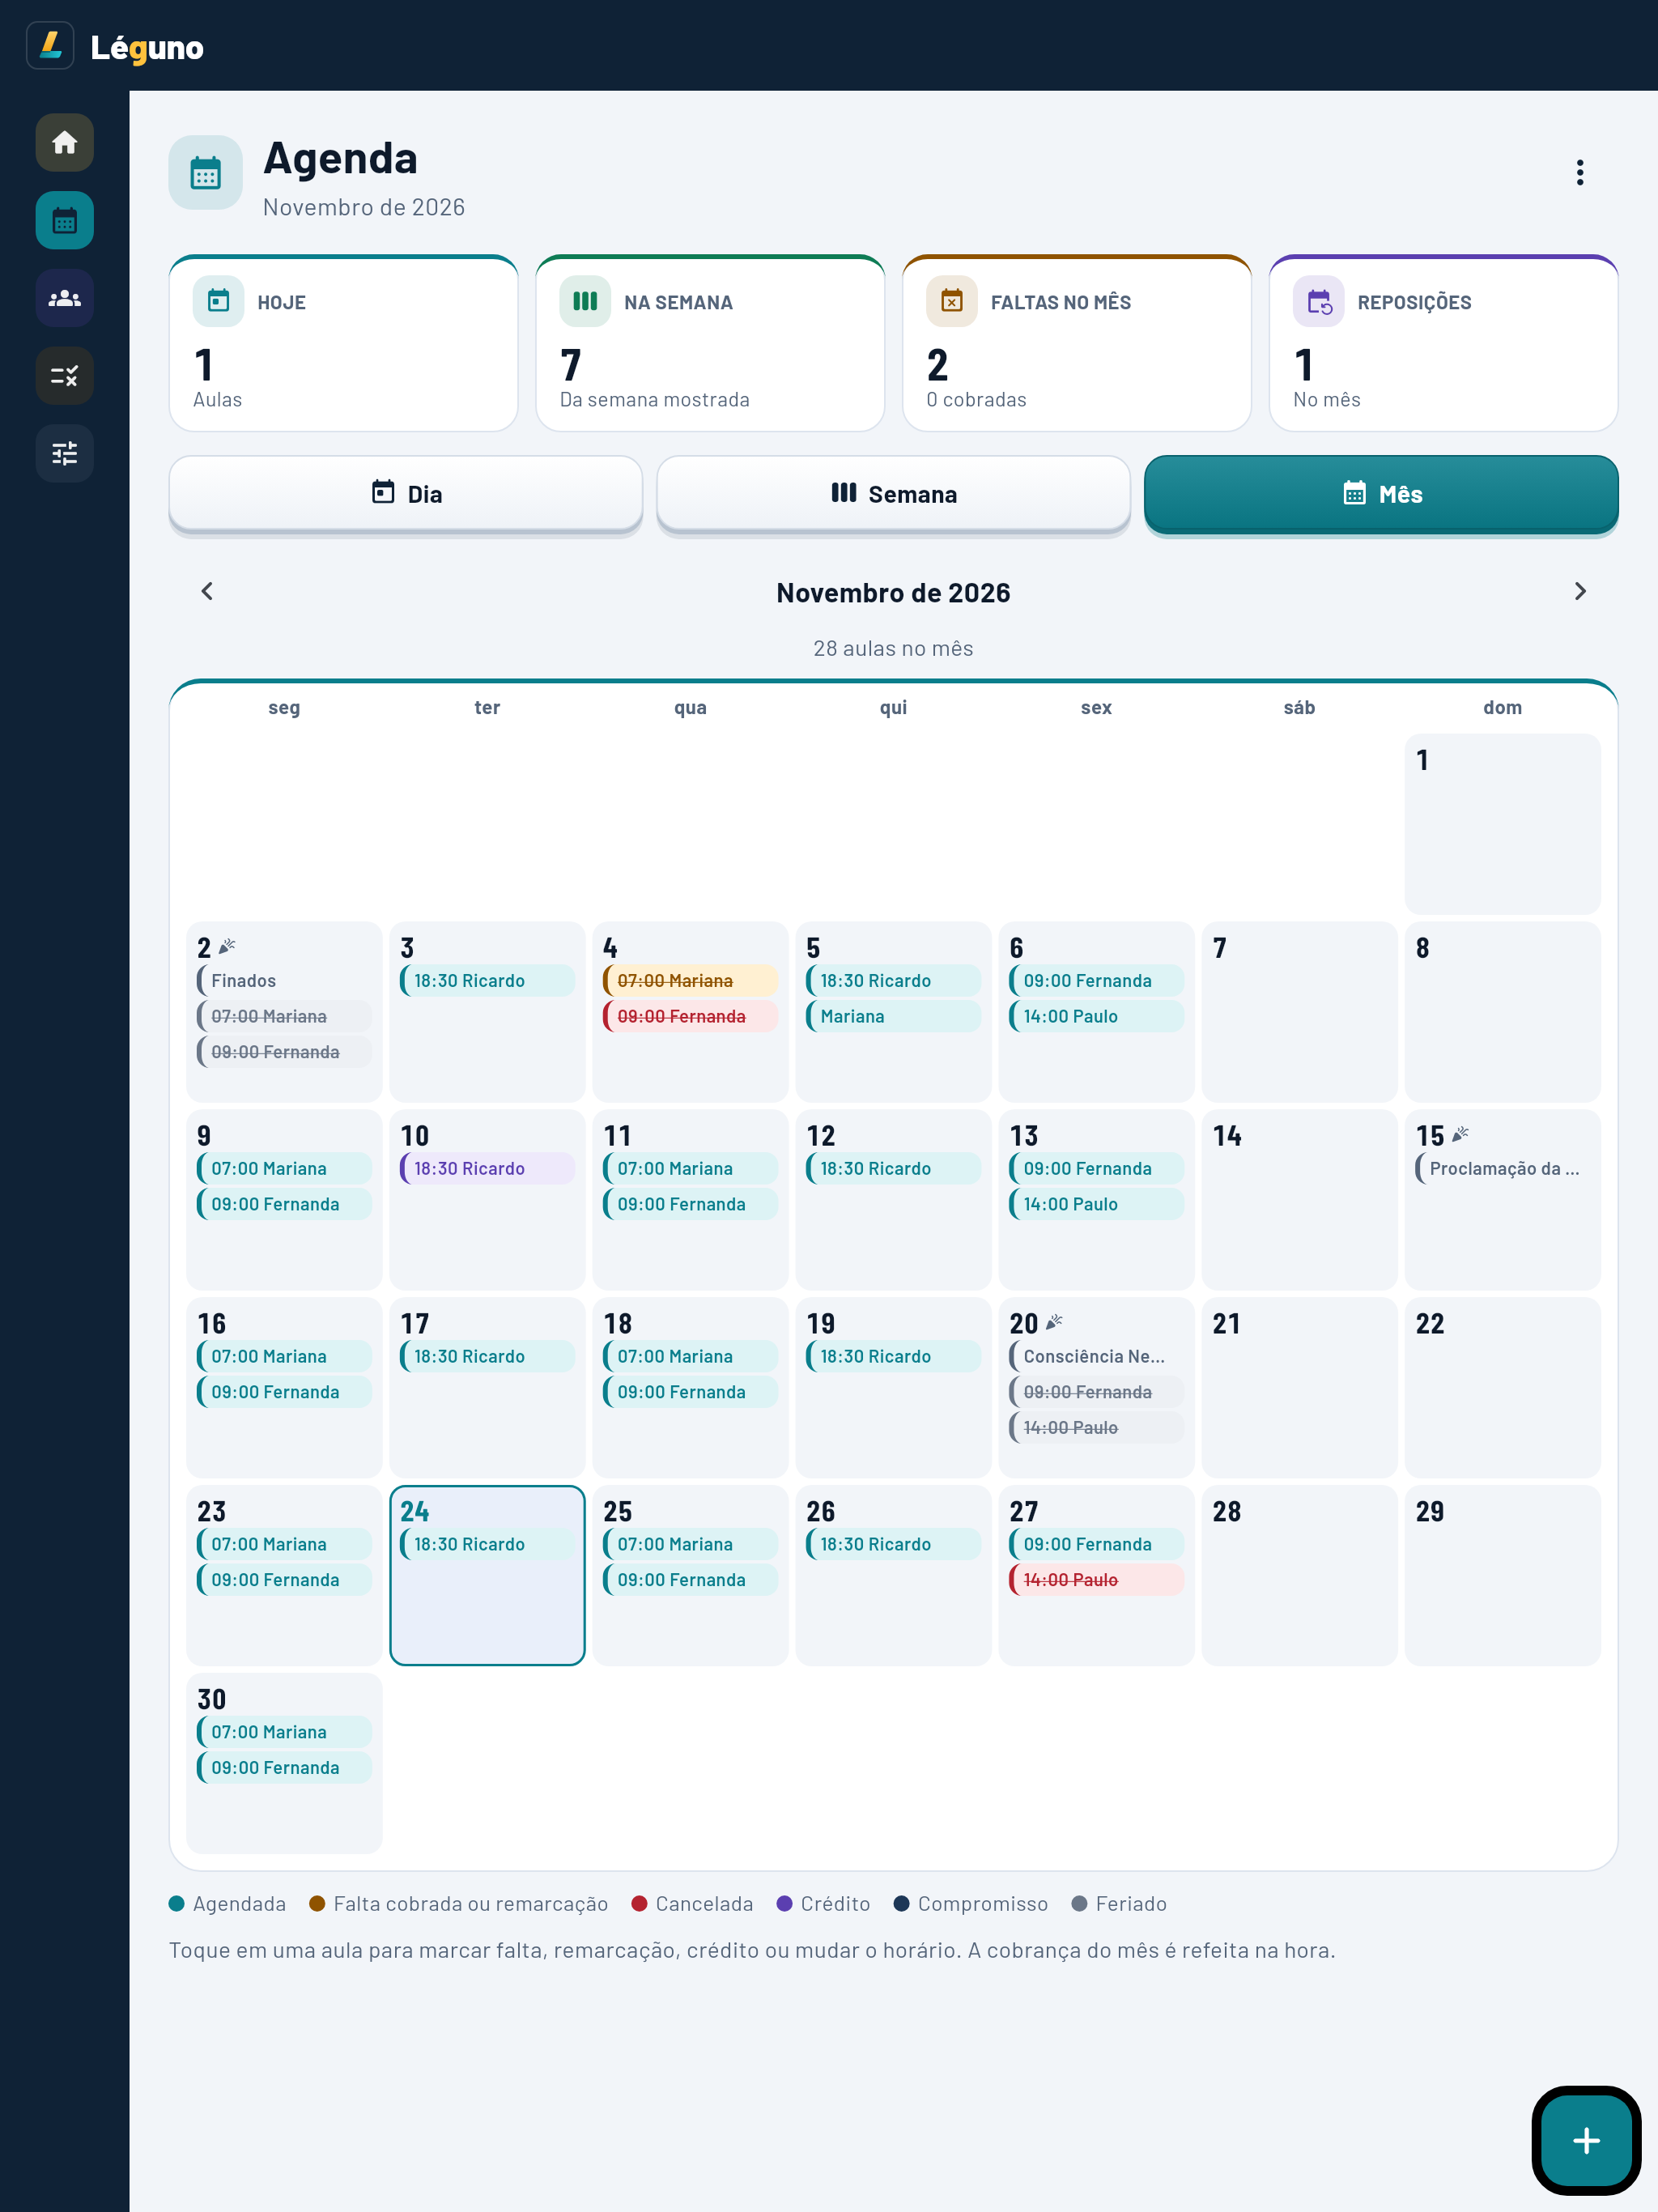 Léguno
Agenda
Novembro de 2026
HOJE
1
Aulas
NA SEMANA
7
Da semana mostrada
FALTAS NO MÊS
2
0 cobradas
REPOSIÇÕES
1
No mês
Dia
Semana
Mês
Novembro de 2026
28 aulas no mês
seg ter qua qui sex sáb dom
1
2
Finados
07:00 Mariana
09:00 Fernanda
3
18:30 Ricardo
4
07:00 Mariana
09:00 Fernanda
5
18:30 Ricardo
Mariana
6
09:00 Fernanda
14:00 Paulo
7
8
9
07:00 Mariana
09:00 Fernanda
10
18:30 Ricardo
11
07:00 Mariana
09:00 Fernanda
12
18:30 Ricardo
13
09:00 Fernanda
14:00 Paulo
14
15
Proclamação da ...
16
07:00 Mariana
09:00 Fernanda
17
18:30 Ricardo
18
07:00 Mariana
09:00 Fernanda
19
18:30 Ricardo
20
Consciência Ne...
09:00 Fernanda
14:00 Paulo
21
22
23
07:00 Mariana
09:00 Fernanda
24
18:30 Ricardo
25
07:00 Mariana
09:00 Fernanda
26
18:30 Ricardo
27
09:00 Fernanda
14:00 Paulo
28
29
30
07:00 Mariana
09:00 Fernanda
Agendada Falta cobrada ou remarcação Cancelada Crédito Compromisso Feriado
Toque em uma aula para marcar falta, remarcação, crédito ou mudar o horário. A cobrança do mês é refeita na hora.